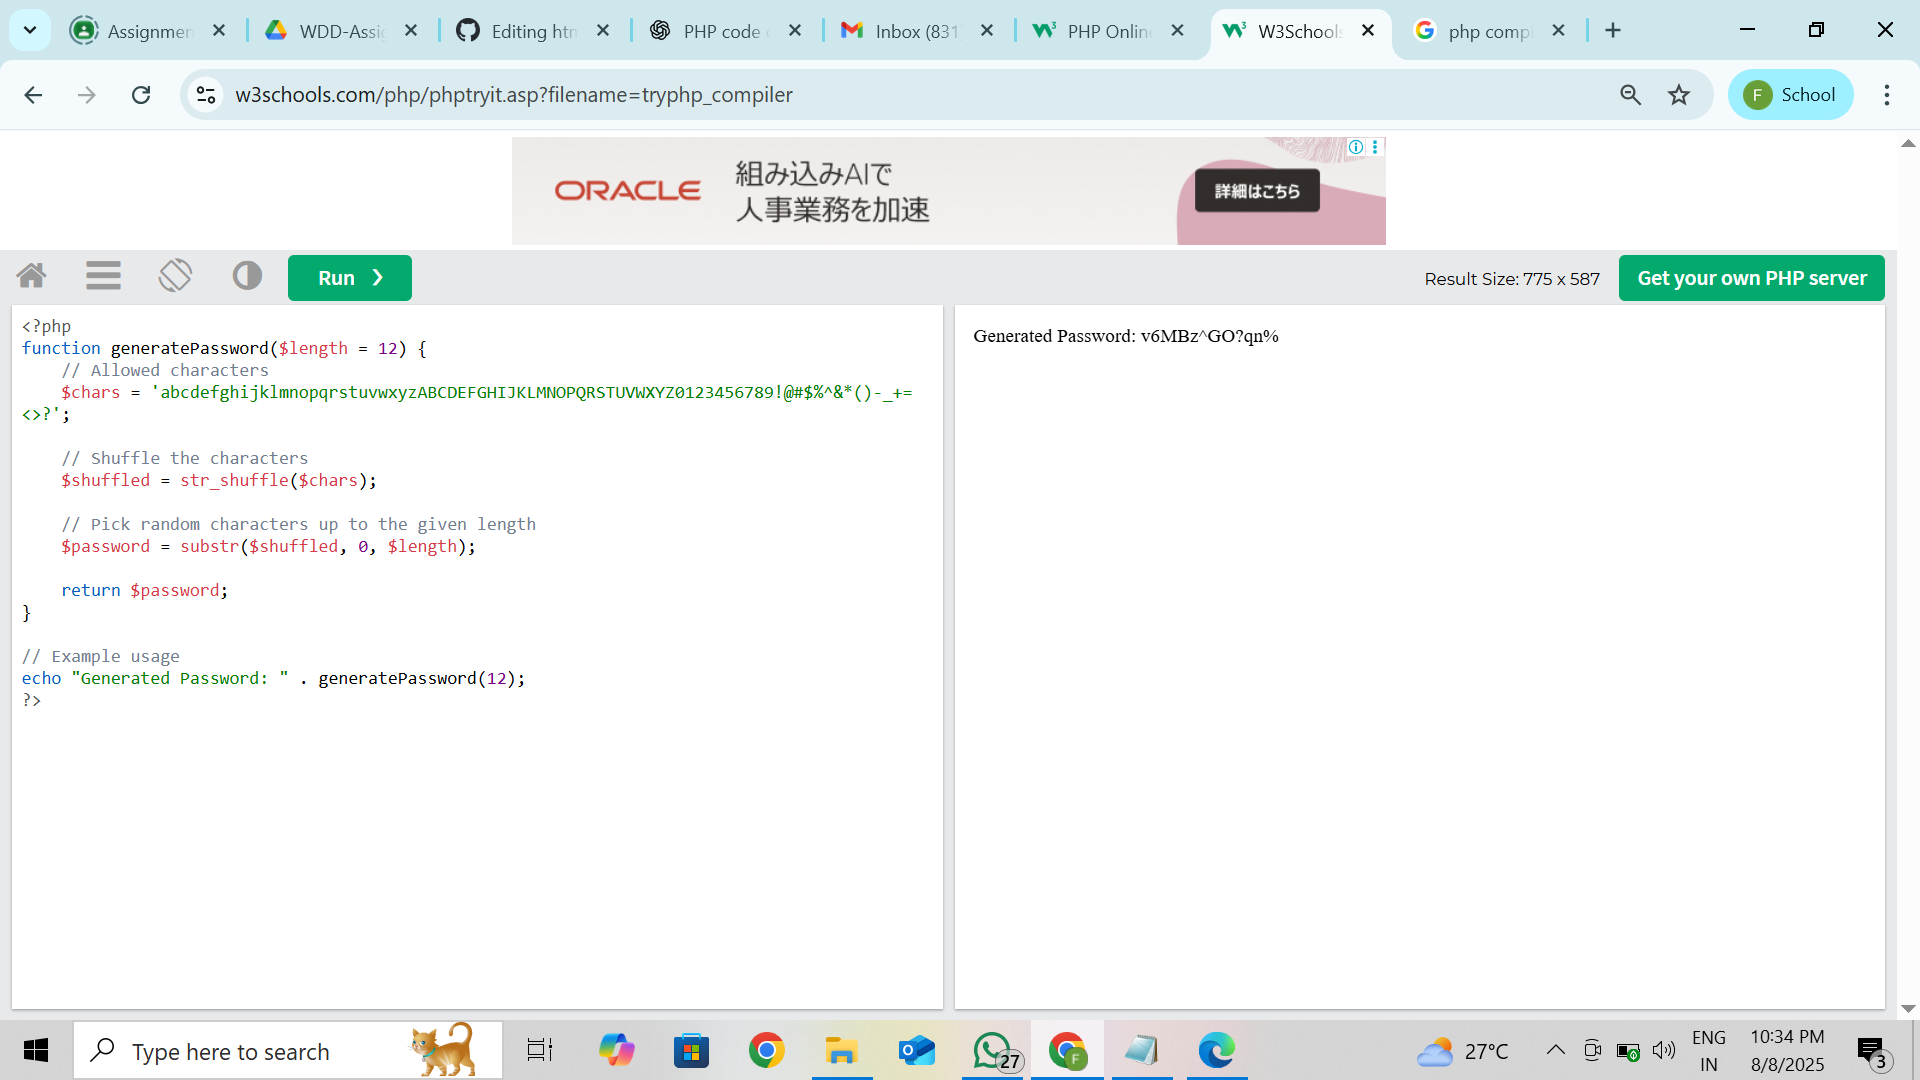 Assignmen
WDD-Assig
Editing htm
PHP code
Inbox (831
PHP Online
W3Schools
php compi
w3schools.com/php/phptryit.asp?filename=tryphp_compiler
F School
ORACLE
組み込みAIで
人事業務を加速
詳細はこちら
Run ❯
Result Size: 775 x 587
Get your own PHP server
<?php
function generatePassword($length = 12) {
    // Allowed characters
    $chars = 'abcdefghijklmnopqrstuvwxyzABCDEFGHIJKLMNOPQRSTUVWXYZ0123456789!@#$%^&*()-_+=
<>?';
    // Shuffle the characters
    $shuffled = str_shuffle($chars);
    // Pick random characters up to the given length
    $password = substr($shuffled, 0, $length);
    return $password;
}
// Example usage
echo "Generated Password: " . generatePassword(12);
?>
Generated Password: v6MBz^GO?qn%
Type here to search
27
F
27°C
ENG
IN
10:34 PM
8/8/2025
3